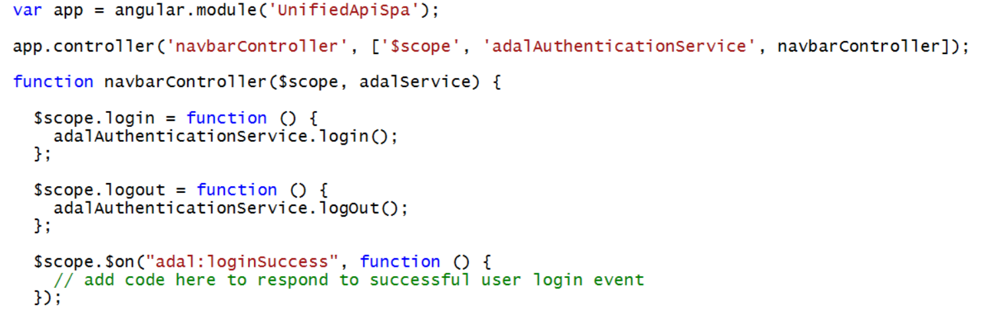 var app = angular.module('UnifiedApiSpa');
app.controller('navbarController', ['$scope', 'adalAuthenticationService', navbarController]);
function navbarController($scope, adalService) {
$scope.login = function () {
adalAuthenticationService.login();
};
$scope.logout = function () {
adalAuthenticationService.logOut();
};
$scope.$on("adal:loginSuccess", function () {
// add code here to respond to successful user login event
});